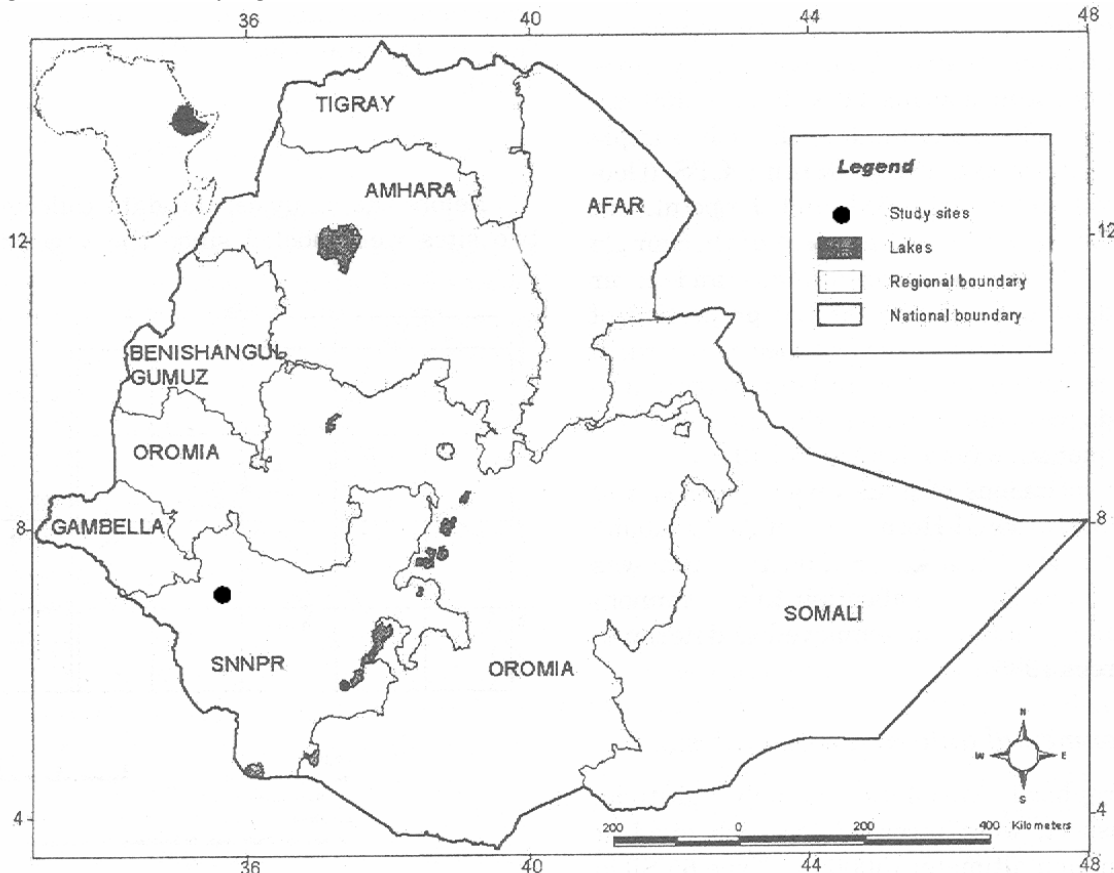 36
40
44
48
TIGRAY
AMHARA
AFAR
Legend
Study sites
Lakes
Regional boundary
National boundary
12
12
BENISHANGUL
GUMUZ
OROMIA
GAMBELLA
8
8
SOMALI
SNNPR
OROMIA
N
W
E
S
4
4
200
0
200
400
Kilometers
36
40
44
48